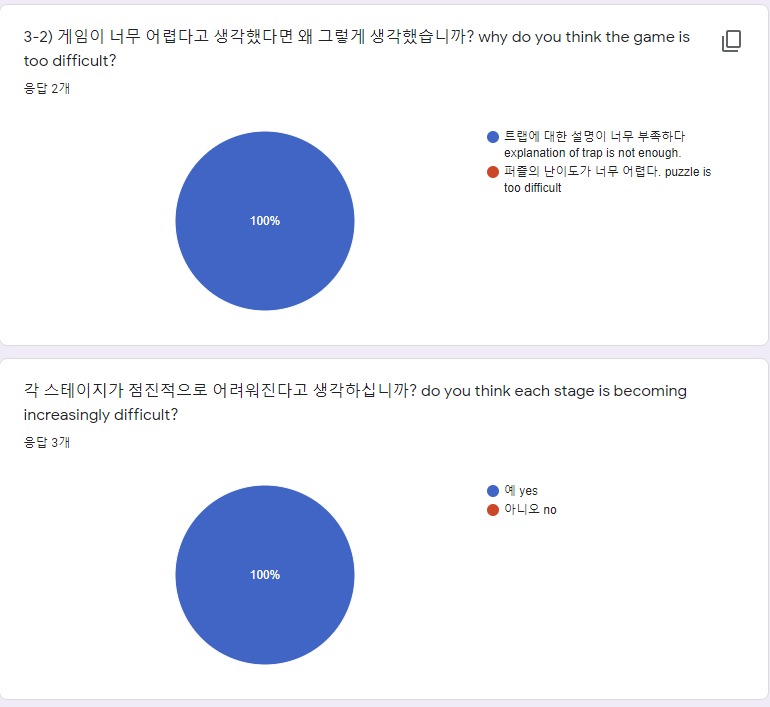 3-2) 게임이 너무 어렵다고 생각했다면 왜 그렇게 생각했습니까? why do you think the game is
too difficult?
응답 2개
트랩에 대한 설명이 너무 부족하다
explanation of trap is not enough.
퍼즐의 난이도가 너무 어렵다. puzzle is
too difficult
100%
각 스테이지가 점진적으로 어려워진다고 생각하십니까? do you think each stage is becoming
increasingly difficult?
응답 3개
예 yes
아니오 no
100%